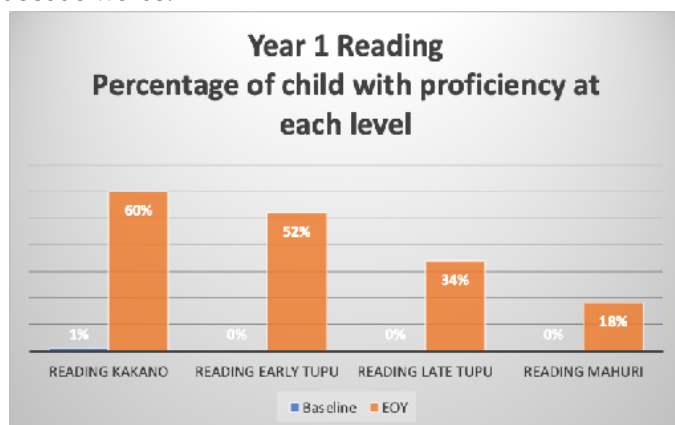 Year 1 Reading
Percentage of child with proficiency at
each level
60%
52%
34%
18%
1%
0%
0%
0%
READING KAKANO READING EARLY TUPU READING LATE TUPU READING MAHURI
Baseline EOY